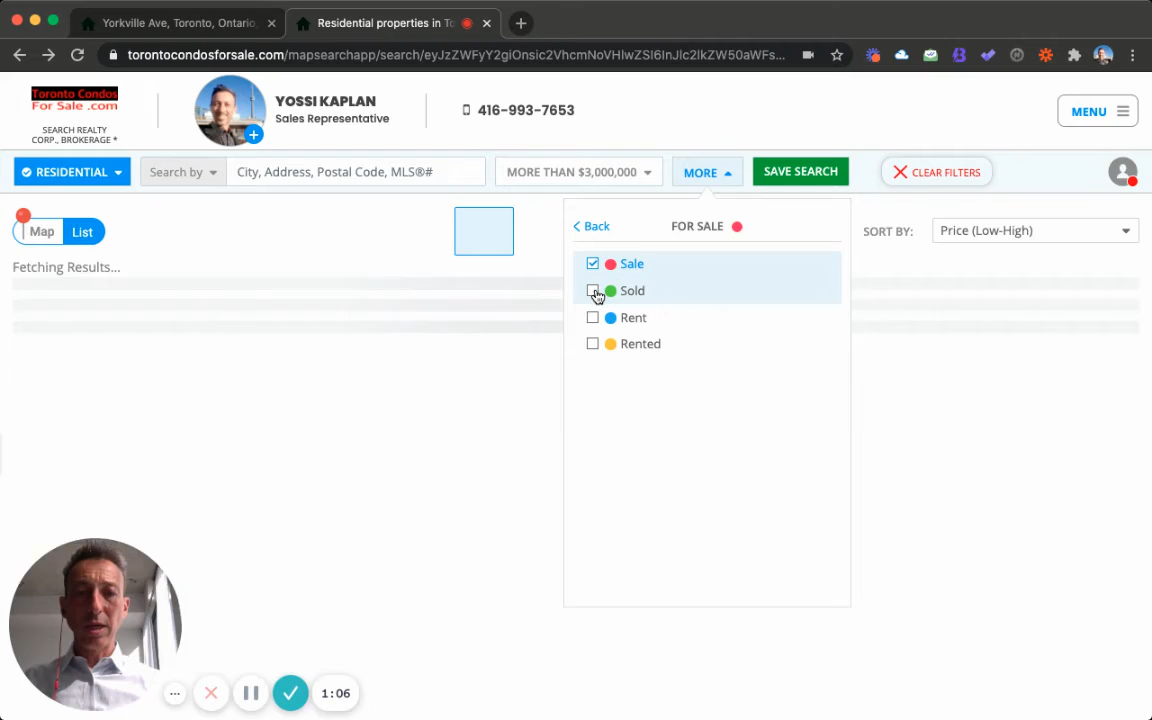 Yorkville Ave, Toronto, Ontario,
Residential properties in To
torontocondosforsale.com/mapsearchapp/search/eyJzZWFyY2giOnsic2VhcmNoVHlwZSI6InJlc2lkZW50aWFs...
Toronto Condos
For Sale .com
SEARCH REALTY
CORP., BROKERAGE *
YOSSI KAPLAN
Sales Representative
416-993-7653
MENU
RESIDENTIAL
Search by
City, Address, Postal Code, MLS®#
MORE THAN $3,000,000
MORE
SAVE SEARCH
CLEAR FILTERS
Map
List
Back
FOR SALE
SORT BY:
Price (Low-High)
Fetching Results...
Sale
Sold
Rent
Rented
1:06